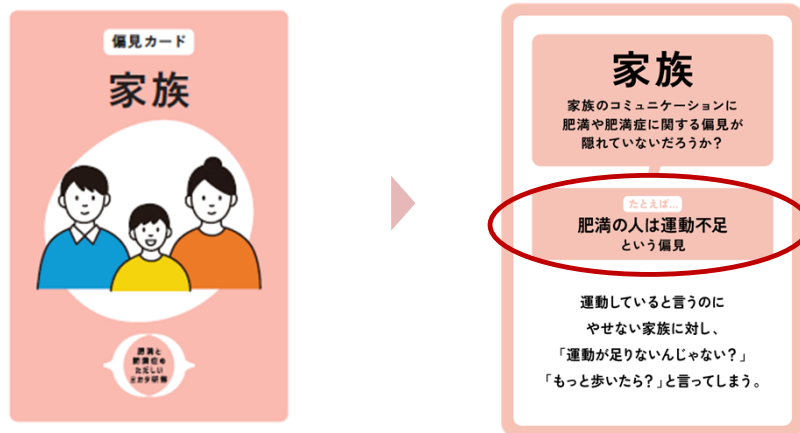 偏見カード
家族
肥満と
肥満症の
ただしい
ミカタ研修
家族
家族のコミュニケーションに
肥満や肥満症に関する偏見が
隠れていないだろうか？
たとえば…
肥満の人は運動不足
という偏見
運動していると言うのに
やせない家族に対し、
「運動が足りないんじゃない？」
「もっと歩いたら？」と言ってしまう。